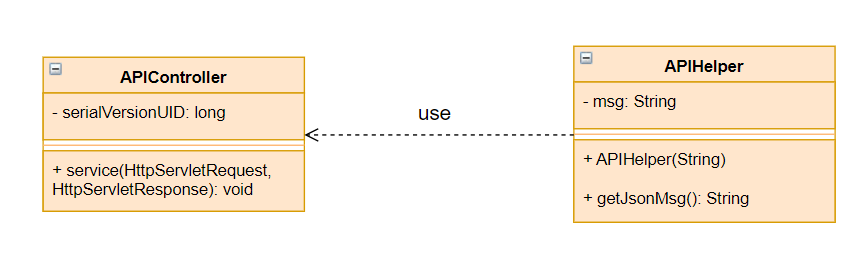 APIController
- serialVersionUID: long
+ service(HttpServletRequest,
HttpServletResponse): void
use
APIHelper
- msg: String
+ APIHelper(String)
+ getJsonMsg(): String